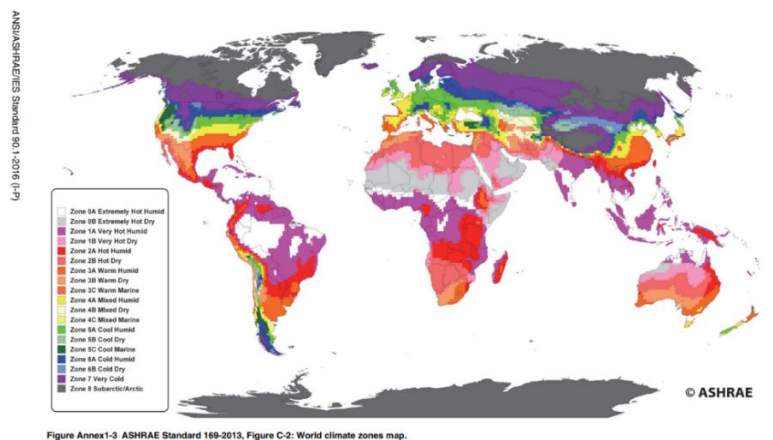 ANSI/ASHRAE/IES Standard 90.1-2016 (I-P)
Zone 0A Extremely Hot Humid
Zone 0B Extremely Hot Dry
Zone 1A Very Hot Humid
Zone 1B Very Hot Dry
Zone 2A Hot Humid
Zone 2B Hot Dry
Zone 3A Warm Humid
Zone 3B Warm Dry
Zone 3C Warm Marine
Zone 4A Mixed Humid
Zone 4B Mixed Dry
Zone 4C Mixed Marine
Zone 5A Cool Humid
Zone 5B Cool Dry
Zone 5C Cool Marine
Zone 6A Cold Humid
Zone 6B Cold Dry
Zone 7 Very Cold
Zone 8 Subarctic/Arctic
© ASHRAE
Figure Annex1-3 ASHRAE Standard 169-2013, Figure C-2: World climate zones map.